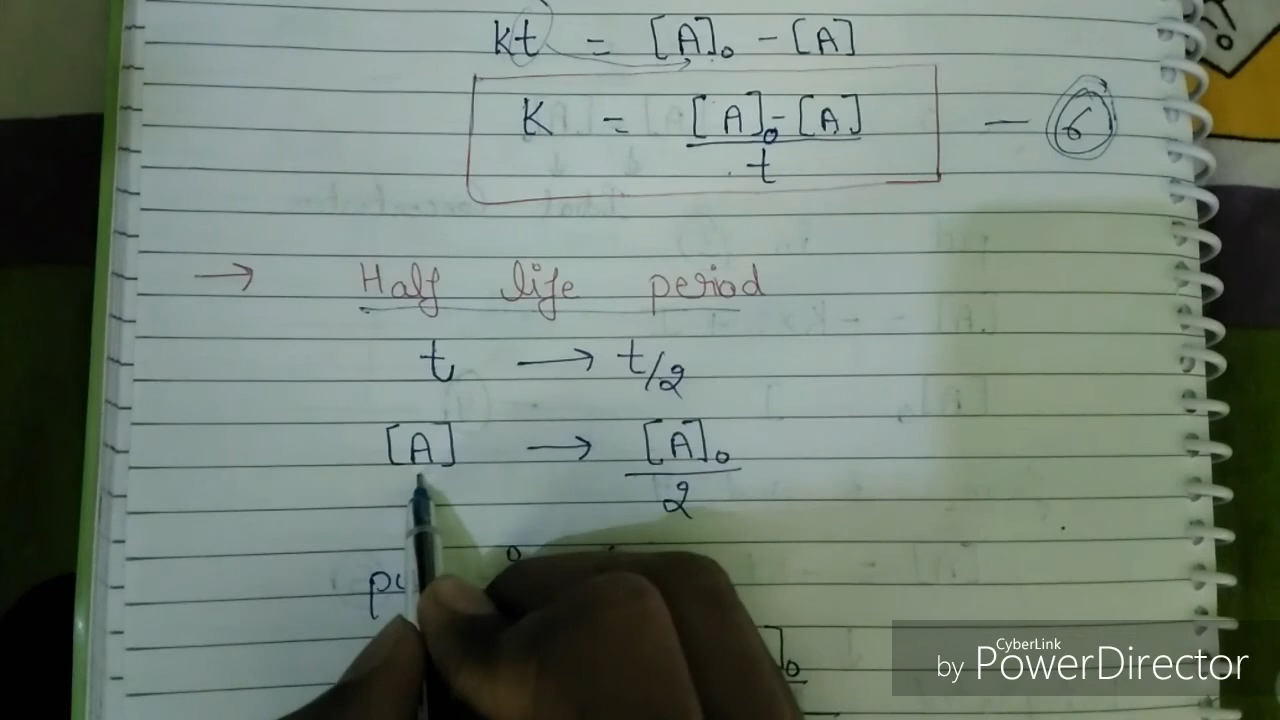 kt = [A]₀ - [A]
K = [A]₀ - [A] / t — 6
→ Half life period
t → t/2
[A] → [A]₀ / 2
CyberLink
by PowerDirector